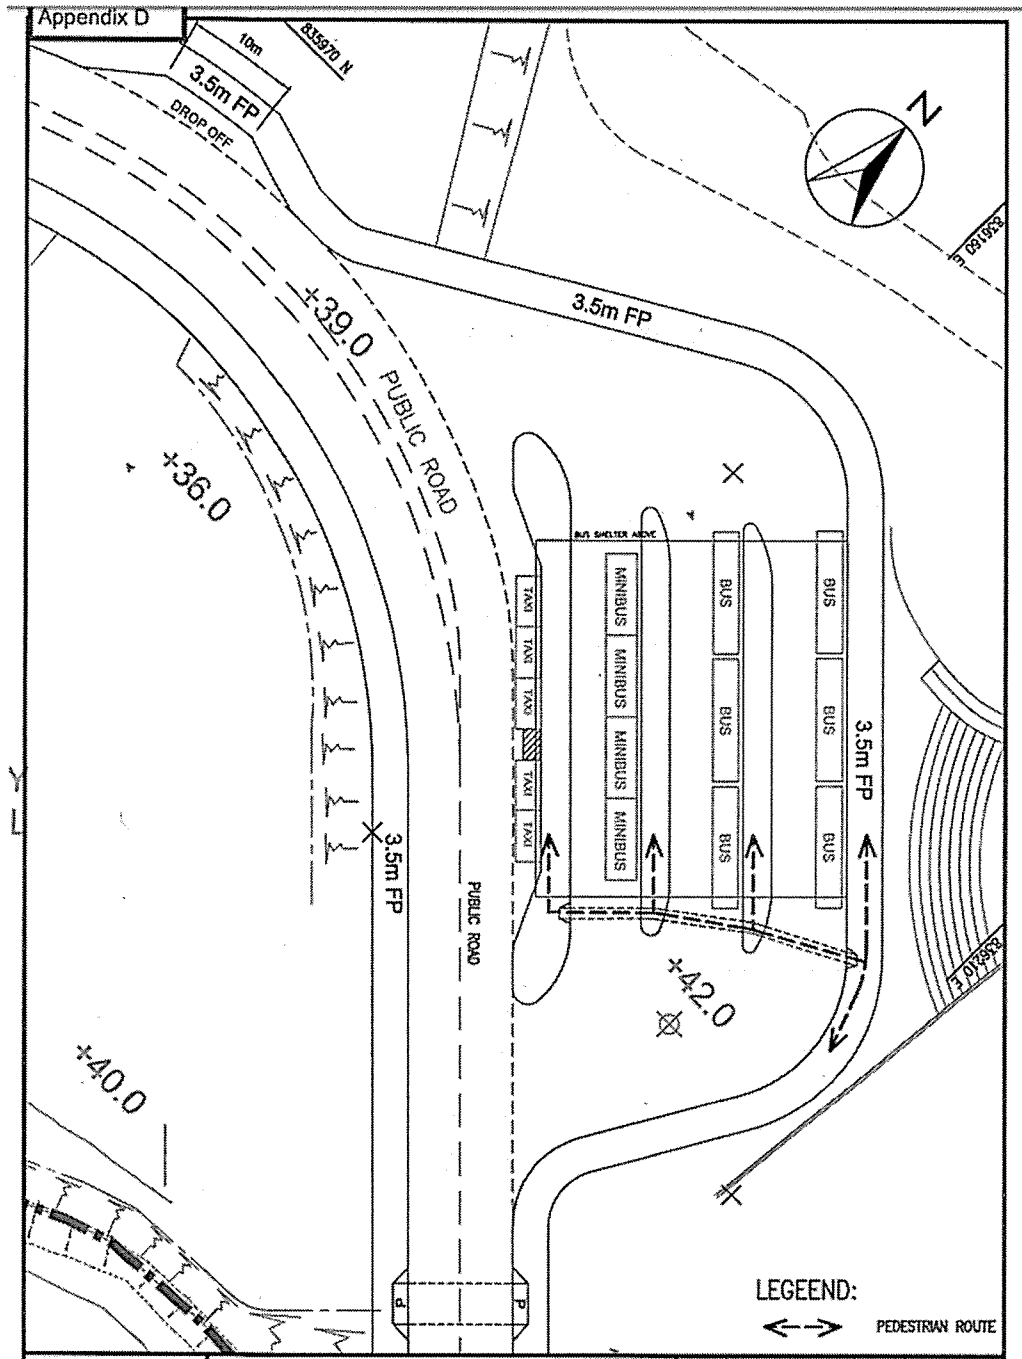 Appendix D
10m
835970 N
3.5m FP
DROP OFF
N
836160 E
3.5m FP
+39.0
PUBLIC ROAD
+36.0
BUS SHELTER ABOVE
TAXI
TAXI
TAXI
TAXI
TAXI
MINIBUS
MINIBUS
MINIBUS
MINIBUS
BUS
BUS
BUS
BUS
BUS
BUS
3.5m FP
3.5m FP
PUBLIC ROAD
836210 E
+42.0
+40.0
P
P
LEGEEND:
PEDESTRIAN ROUTE